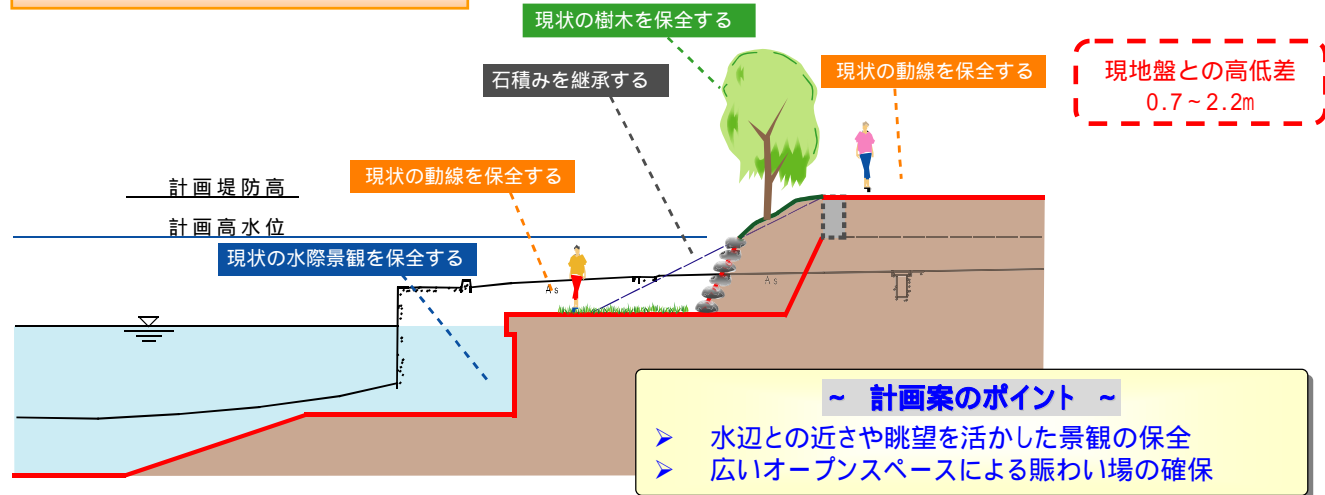 現状の樹木を保全する
石積みを継承する
現状の動線を保全する
現地盤との高低差
0.7~2.2m
計画堤防高
現状の動線を保全する
計画高水位
現状の水際景観を保全する
As
As
~ 計画案のポイント ~
➢ 水辺との近さや眺望を活かした景観の保全
➢ 広いオープンスペースによる賑わい場の確保